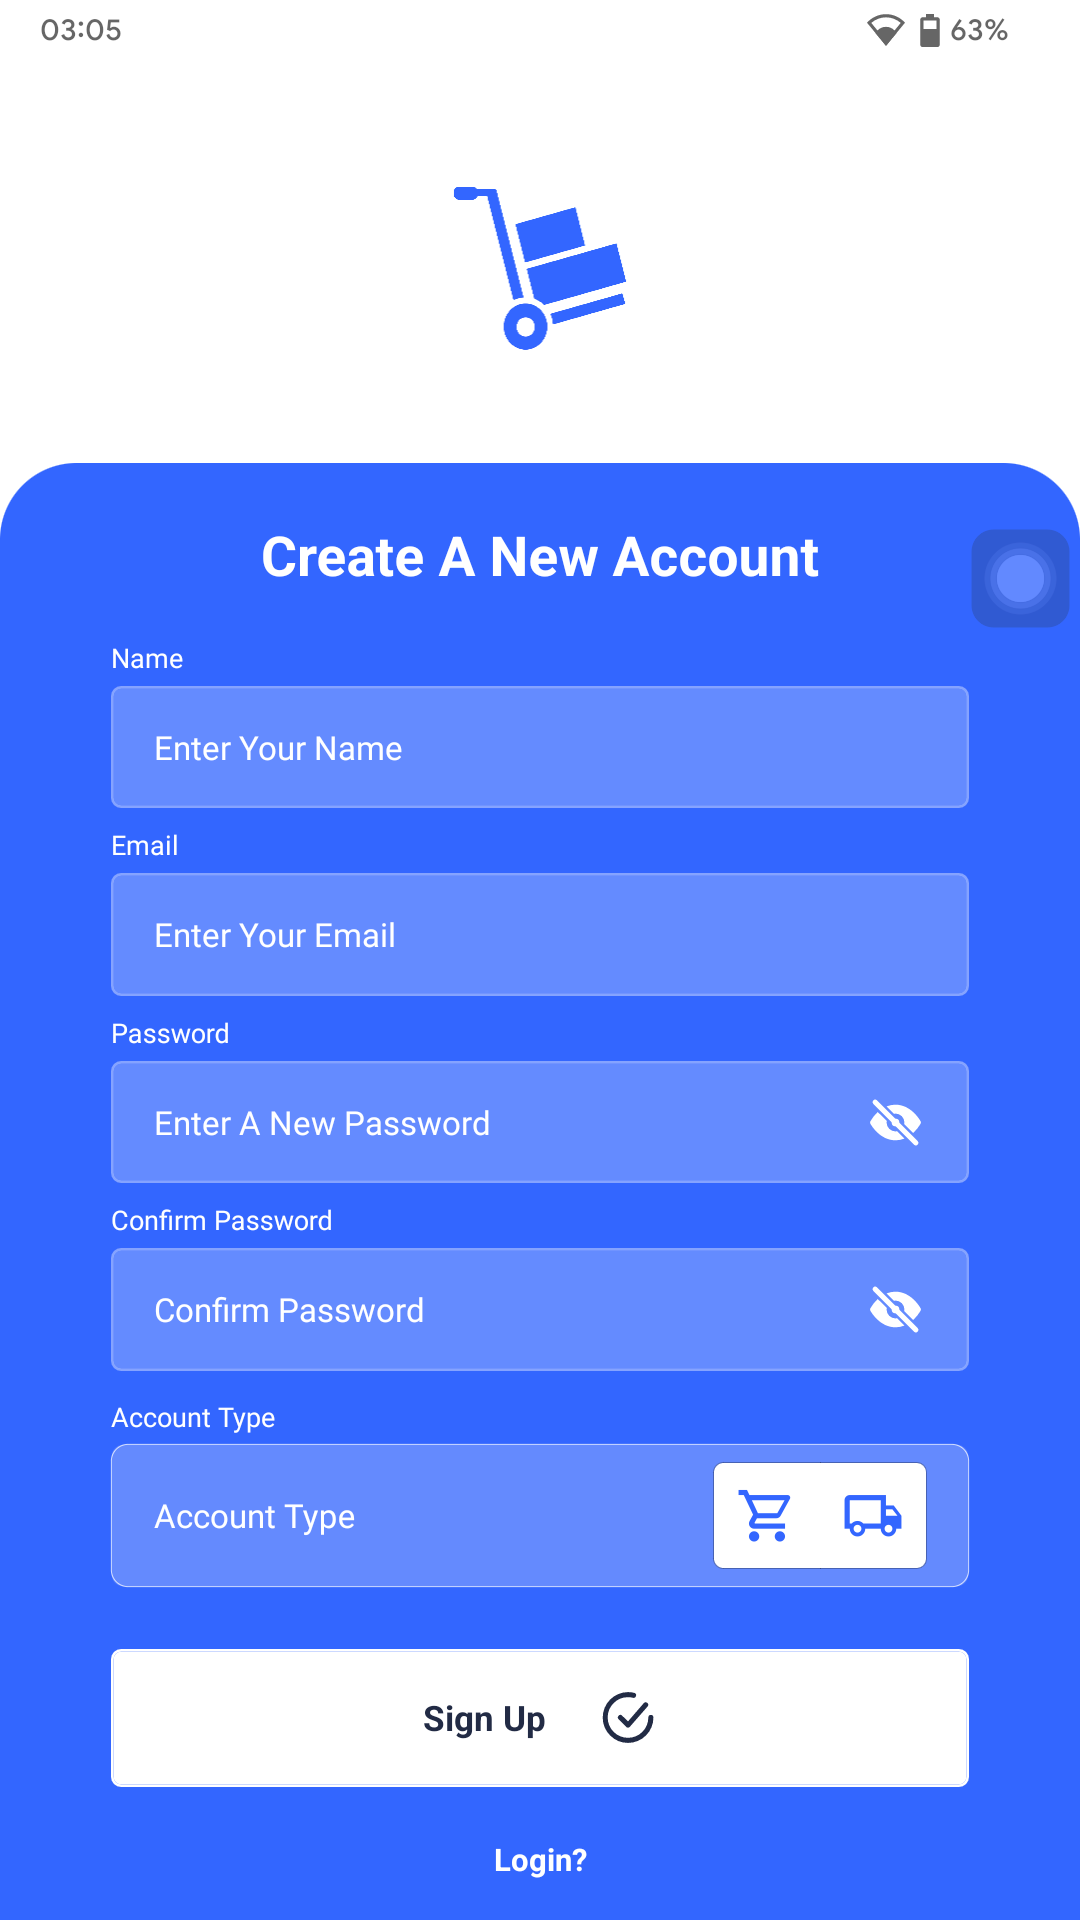 03:05 63%
Create A New Account
Name
Enter Your Name
Email
Enter Your Email
Password
Enter A New Password
Confirm Password
Confirm Password
Account Type
Account Type
Sign Up
Login?